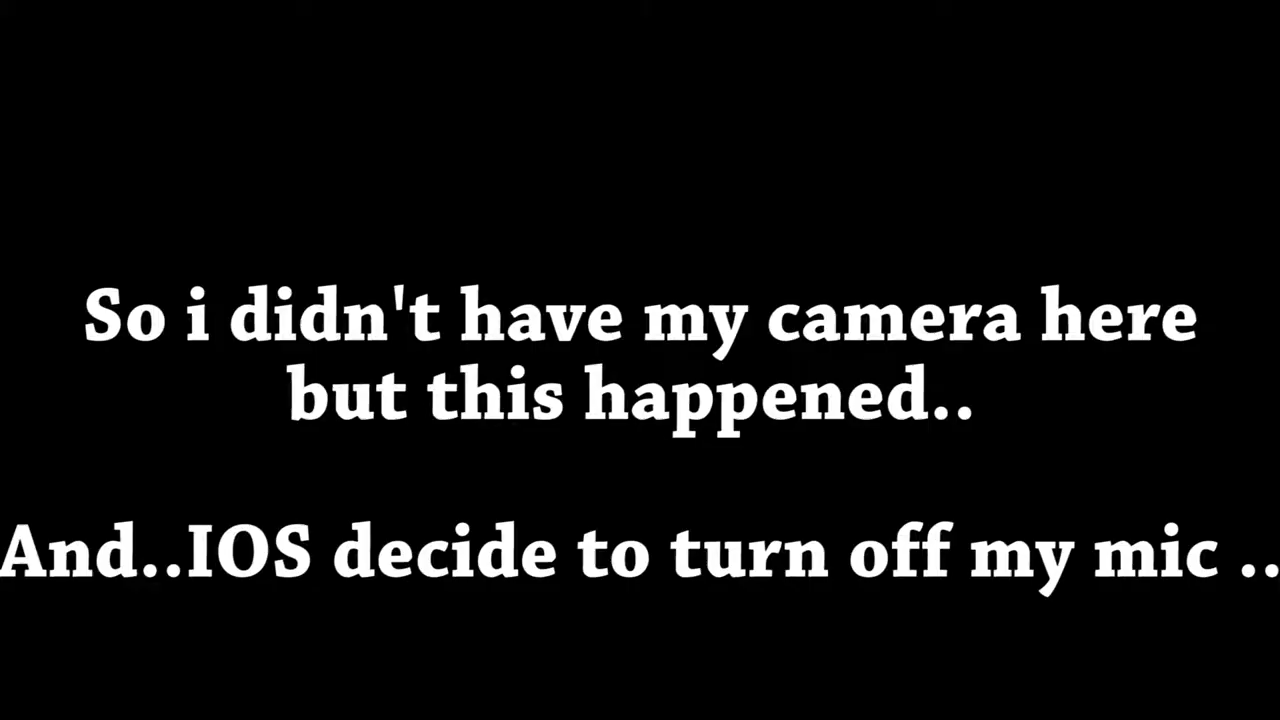 So i didn't have my camera here
but this happened..
And..IOS decide to turn off my mic ..